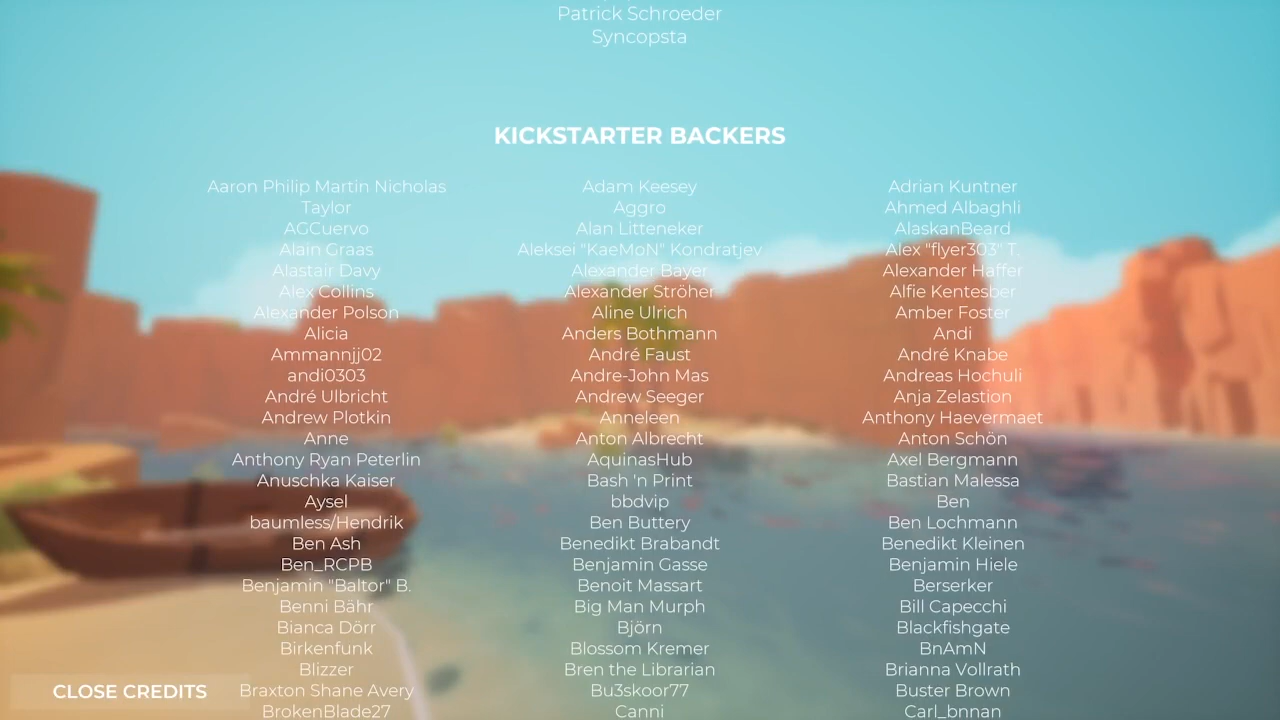 Patrick Schroeder
Syncopsta
KICKSTARTER BACKERS
Aaron Philip Martin Nicholas Adam Keesey Adrian Kuntner
Taylor Aggro Ahmed Albaghli
AGCuervo Alan Litteneker AlaskanBeard
Alain Graas Aleksei "KaeMoN" Kondratjev Alex "flyer303" T.
Alastair Davy Alexander Bayer Alexander Haffer
Alex Collins Alexander Ströher Alfie Kentesber
Alexander Polson Aline Ulrich Amber Foster
Alicia Anders Bothmann Andi
Ammannjj02 André Faust André Knabe
andi0303 Andre-John Mas Andreas Hochuli
André Ulbricht Andrew Seeger Anja Zelastion
Andrew Plotkin Anneleen Anthony Haevermaet
Anne Anton Albrecht Anton Schön
Anthony Ryan Peterlin AquinasHub Axel Bergmann
Anuschka Kaiser Bash 'n Print Bastian Malessa
Aysel bbdvip Ben
baumless/Hendrik Ben Buttery Ben Lochmann
Ben Ash Benedikt Brabandt Benedikt Kleinen
Ben_RCPB Benjamin Gasse Benjamin Hiele
Benjamin "Baltor" B. Benoit Massart Berserker
Benni Bähr Big Man Murph Bill Capecchi
Bianca Dörr Björn Blackfishgate
Birkenfunk Blossom Kremer BnAmN
Blizzer Bren the Librarian Brianna Vollrath
CLOSE CREDITS Braxton Shane Avery Bu3skoor77 Buster Brown
BrokenBlade27 Canni Carl_bnnan